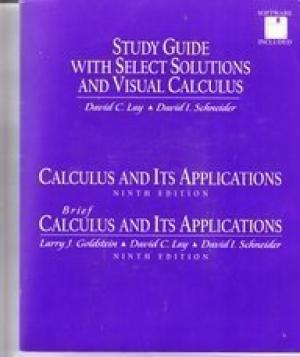 SOFTWARE
INCLUDED
STUDY GUIDE
WITH SELECT SOLUTIONS
AND VISUAL CALCULUS
David C. Lay ▲ David I. Schneider
CALCULUS AND ITS APPLICATIONS
NINTH EDITION
Brief
CALCULUS AND ITS APPLICATIONS
Larry J. Goldstein ▲ David C. Lay ▲ David I. Schneider
NINTH EDITION